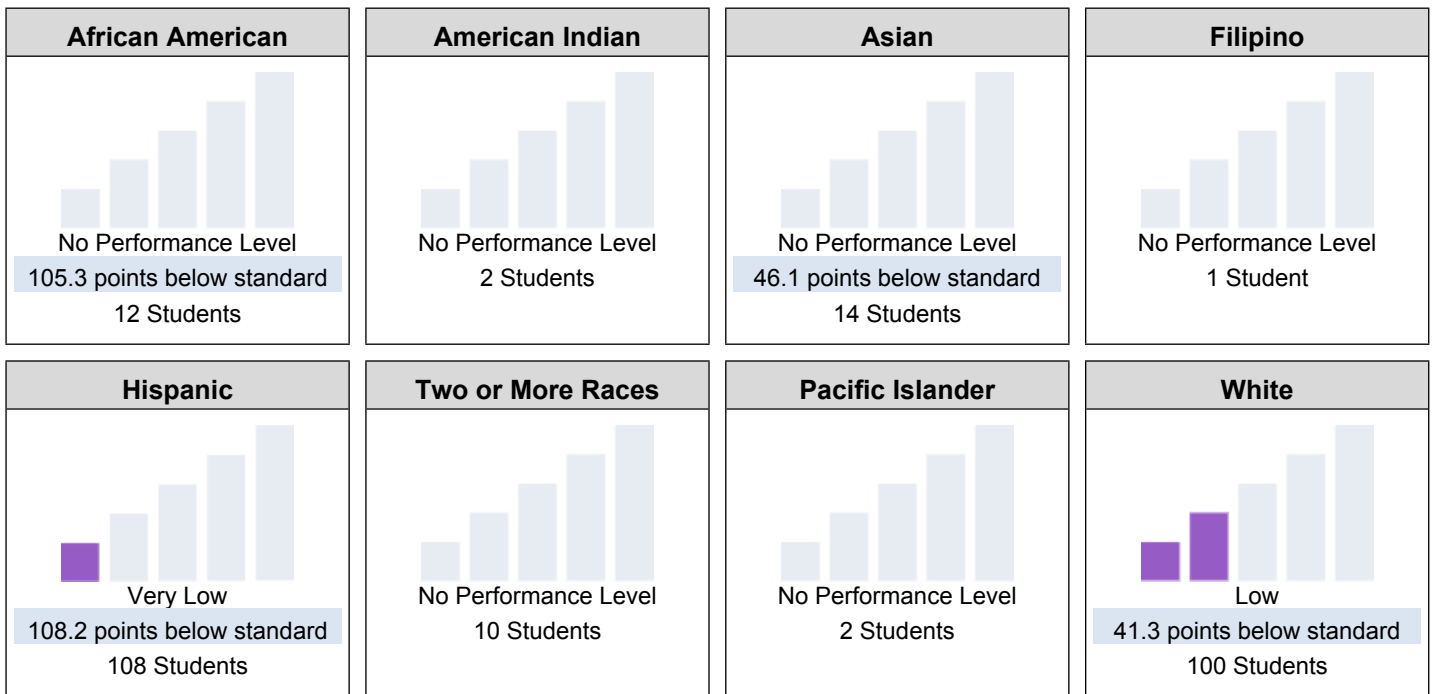 African American
No Performance Level
105.3 points below standard
12 Students
American Indian
No Performance Level
2 Students
Asian
No Performance Level
46.1 points below standard
14 Students
Filipino
No Performance Level
1 Student
Hispanic
Very Low
108.2 points below standard
108 Students
Two or More Races
No Performance Level
10 Students
Pacific Islander
No Performance Level
2 Students
White
Low
41.3 points below standard
100 Students